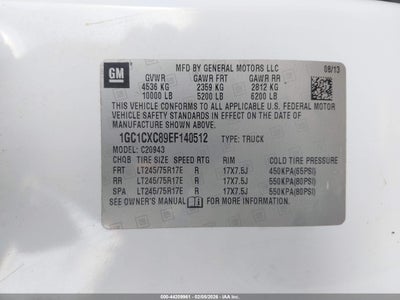 GM
MFD BY GENERAL MOTORS LLC
08/13
GVWR GAWR FRT GAWR RR
4536 KG 2359 KG 2812 KG
10000 LB 5200 LB 6200 LB
THIS VEHICLE CONFORMS TO ALL APPLICABLE U.S. FEDERAL MOTOR
VEHICLE SAFETY STANDARDS IN EFFECT ON THE DATE OF
MANUFACTURE SHOWN ABOVE.
1GC1CXC89EF140512 TYPE: TRUCK
MODEL: C20943
CHQB TIRE SIZE SPEED RTG RIM COLD TIRE PRESSURE
FRT LT245/75R17E R 17X7.5J 450KPA(65PSI)
RR LT245/75R17E R 17X7.5J 550KPA(80PSI)
SPA LT245/75R17E R 17X7.5J 550KPA(80PSI)
SEE OWNER'S MANUAL FOR MORE INFORMATION.